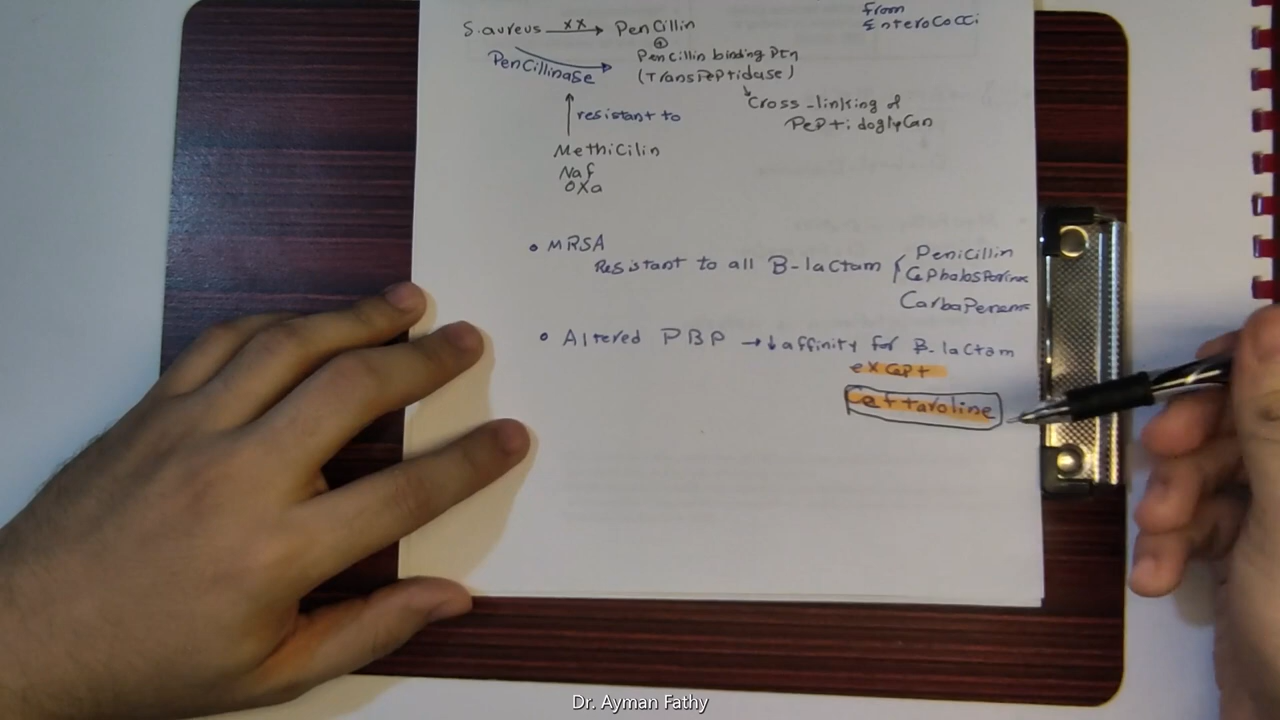 from
EnteroCoCCi
S.aureus xx → PenCillin
⊕
PenCillinase
PenCillin binding Ptn
(TransPePtidase)
Cross-linking of
PePtidoglyCan
resistant to
MethiCilin
Naf
OXa
• MRSA
Resistant to all B-laCtam
Penicillin
CePhalosPorines
CarbaPenems
• Altered PBP → ↓ affinity for B-laCtam
exCePt
Ceftaroline
Dr. Ayman Fathy